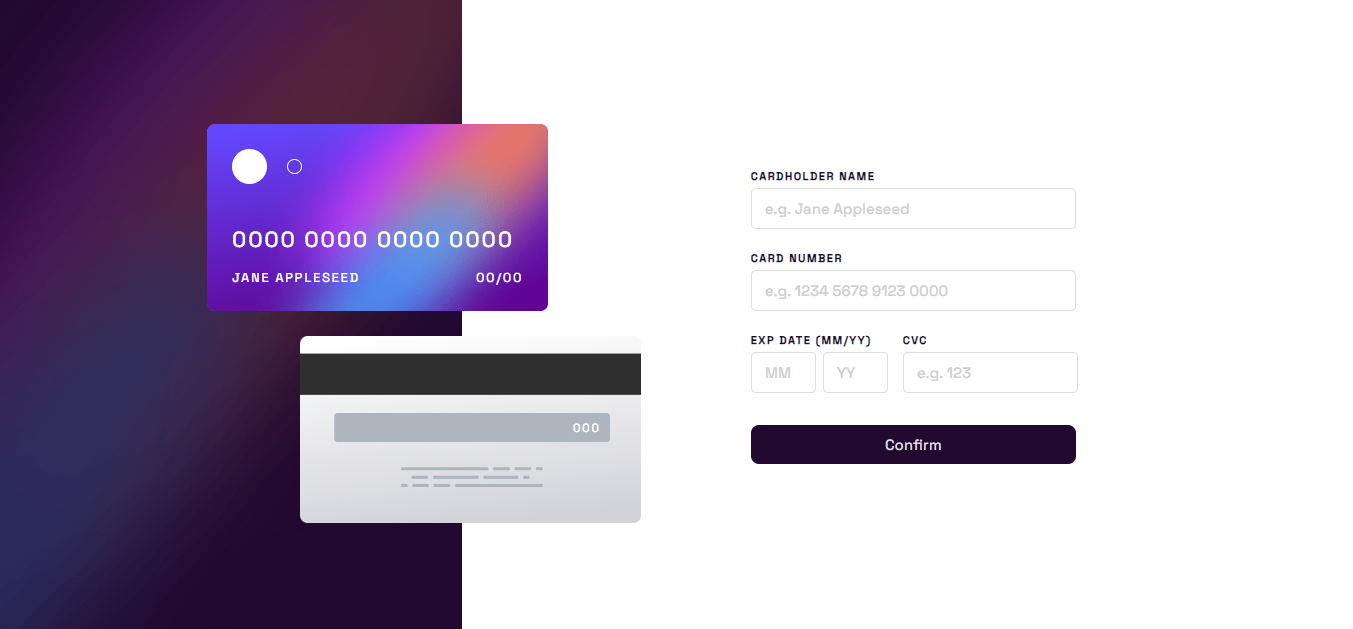 0000 0000 0000 0000
JANE APPLESEED 00/00
000
CARDHOLDER NAME
e.g. Jane Appleseed
CARD NUMBER
e.g. 1234 5678 9123 0000
EXP DATE (MM/YY) CVC
MM YY e.g. 123
Confirm